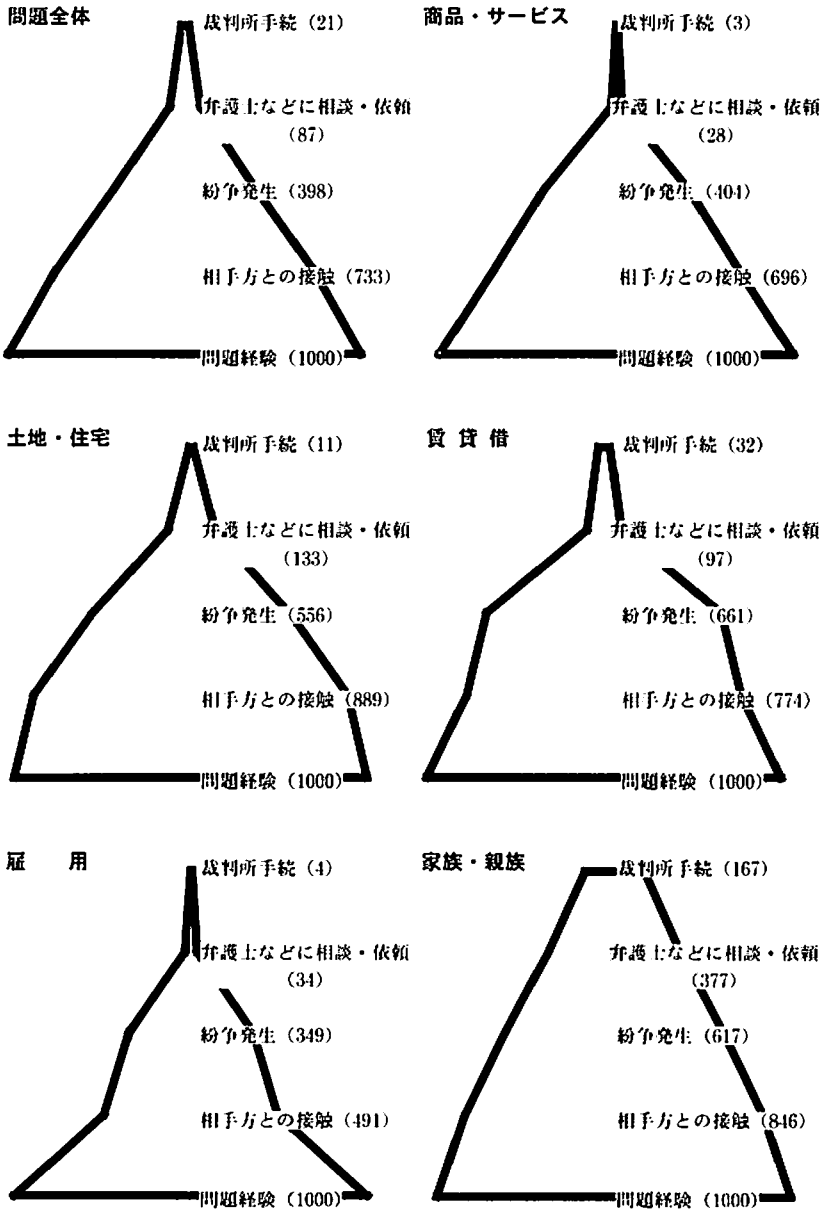 問題全体
裁判所手続（21）
弁護士などに相談・依頼
（87）
紛争発生（398）
相手方との接触（733）
問題経験（1000）
商品・サービス
裁判所手続（3）
弁護士などに相談・依頼
（28）
紛争発生（404）
相手方との接触（696）
問題経験（1000）
土地・住宅
裁判所手続（11）
弁護士などに相談・依頼
（133）
紛争発生（556）
相手方との接触（889）
問題経験（1000）
賃貸借
裁判所手続（32）
弁護士などに相談・依頼
（97）
紛争発生（661）
相手方との接触（774）
問題経験（1000）
雇用
裁判所手続（4）
弁護士などに相談・依頼
（34）
紛争発生（349）
相手方との接触（491）
問題経験（1000）
家族・親族
裁判所手続（167）
弁護士などに相談・依頼
（377）
紛争発生（617）
相手方との接触（846）
問題経験（1000）